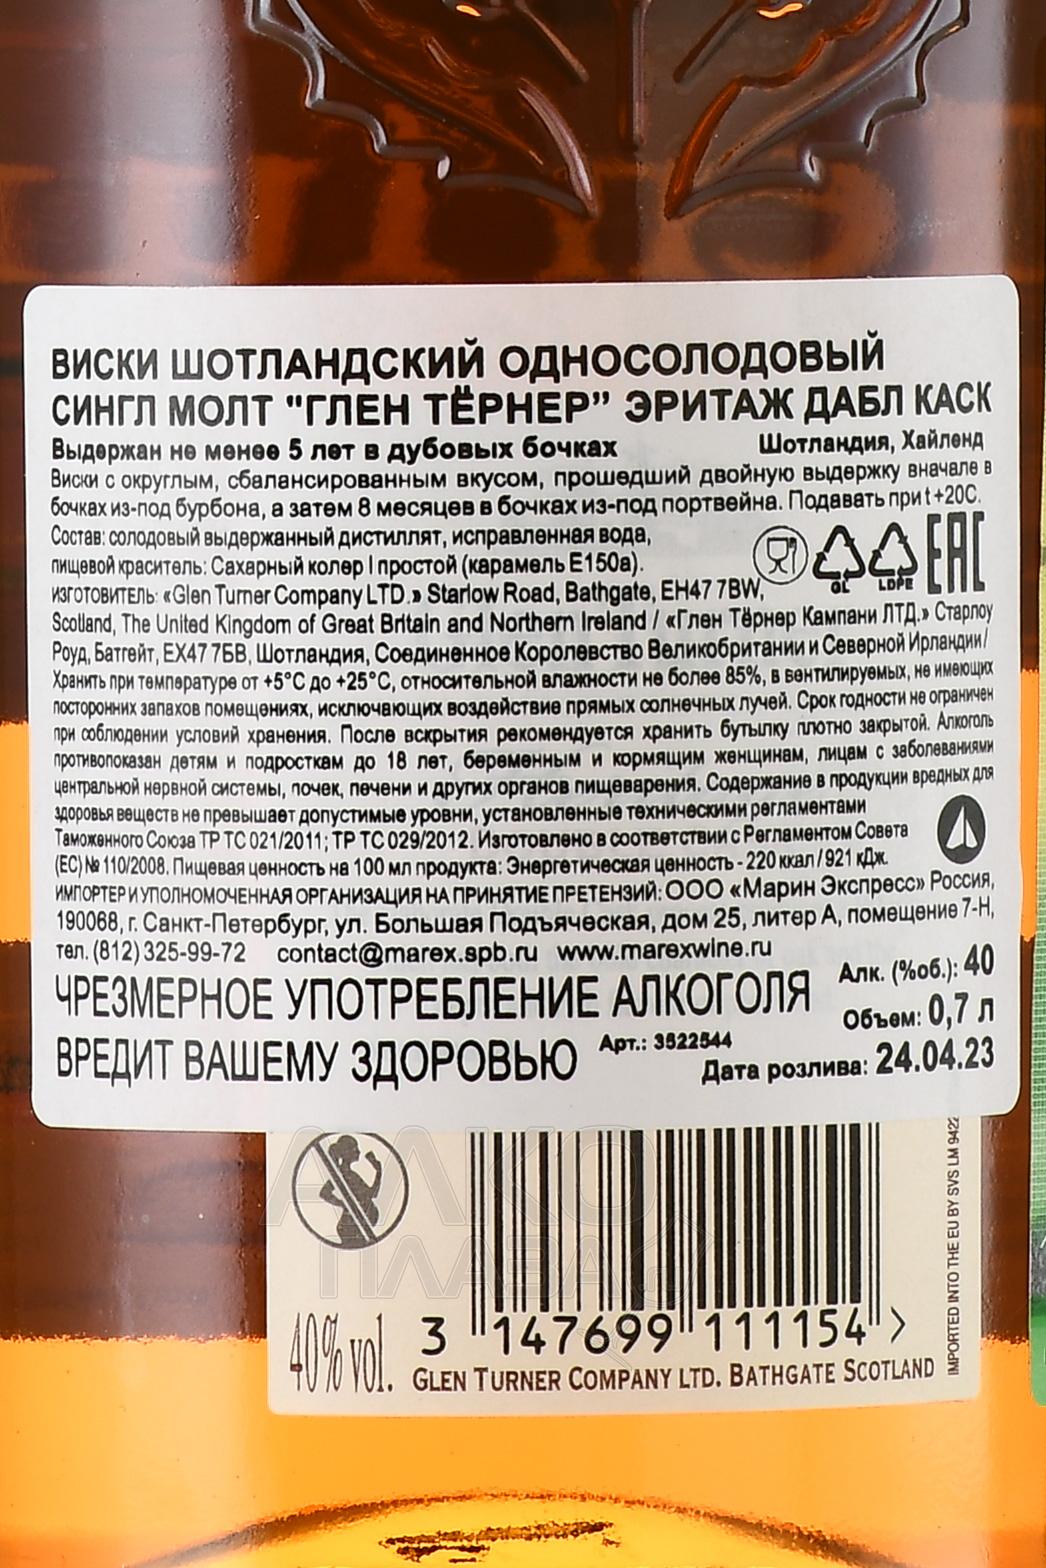 ВИСКИ ШОТЛАНДСКИЙ ОДНОСОЛОДОВЫЙ
СИНГЛ МОЛТ "ГЛЕН ТЁРНЕР" ЭРИТАЖ ДАБЛ КАСК
Выдержан не менее 5 лет в дубовых бочках Шотландия, Хайленд
Виски с округлым, сбалансированным вкусом, прошедший двойную выдержку вначале в
бочках из-под бурбона, а затем 8 месяцев в бочках из-под портвейна. Подавать при t +20C.
Состав: солодовый выдержанный дистиллят, исправленная вода,
пищевой краситель: Сахарный колер I простой (карамель Е150а).
GL LDPE EAC
ИЗГОТОВИТЕЛЬ: «Glen Turner Company LTD.» Starlow Road, Bathgate, EH47 7BW,
Scotland, The United Kingdom of Great Britain and Northern Ireland / «Глен Тёрнер Кампани ЛТД.» Старлоу
Роуд, Батгейт, ЕХ47 7БВ, Шотландия, Соединенное Королевство Великобритании и Северной Ирландии/
Хранить при температуре от +5°С до +25°С, относительной влажности не более 85%, в вентилируемых, не имеющих
посторонних запахов помещениях, исключающих воздействие прямых солнечных лучей. Срок годности не ограничен
при соблюдении условий хранения. После вскрытия рекомендуется хранить бутылку плотно закрытой. Алкоголь
противопоказан детям и подросткам до 18 лет, беременным и кормящим женщинам, лицам с заболеваниями
центральной нервной системы, почек, печени и других органов пищеварения. Содержание в продукции вредных для
здоровья веществ не превышает допустимые уровни, установленные техническими регламентами
Таможенного Союза ТР ТС 021/2011; ТР ТС 029/2012. Изготовлено в соответствии с Регламентом Совета
(ЕС) № 110/2008. Пищевая ценность на 100 мл продукта: Энергетическая ценность - 220 ккал / 921 кДж.
ИМПОРТЕР И УПОЛНОМОЧЕННАЯ ОРГАНИЗАЦИЯ НА ПРИНЯТИЕ ПРЕТЕНЗИЙ: ООО «Марин Экспресс» Россия,
190068, г. Санкт-Петербург, ул. Большая Подъяческая, дом 25, литер А, помещение 7-Н,
тел. (812) 325-99-72 contact@marex.spb.ru www.marexwine.ru
ЧРЕЗМЕРНОЕ УПОТРЕБЛЕНИЕ АЛКОГОЛЯ
ВРЕДИТ ВАШЕМУ ЗДОРОВЬЮ
Алк. (%об.): 40
Объем: 0,7 л
Арт.: 3522544
Дата розлива: 24.04.23
АЛКО
ПЛАЗА
40% vol.
3 147699 111154 >
GLEN TURNER COMPANY LTD. BATHGATE SCOTLAND
IMPORTED INTO THE EU BY SVS LM 9422